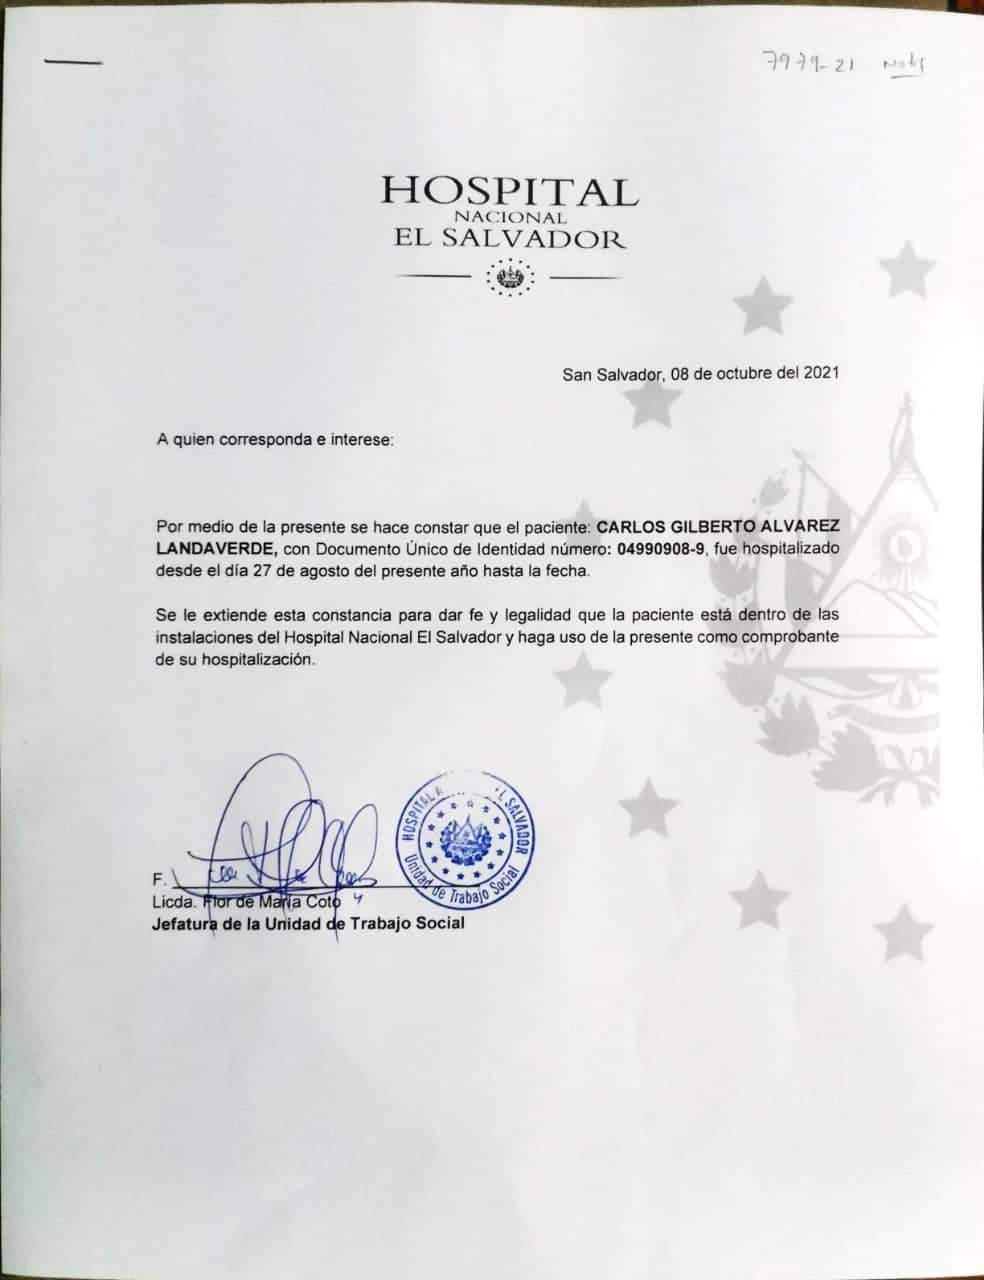 7979-21
HOSPITAL
NACIONAL
EL SALVADOR
San Salvador, 08 de octubre del 2021
A quien corresponda e interese:
Por medio de la presente se hace constar que el paciente: CARLOS GILBERTO ALVAREZ
LANDAVERDE, con Documento Único de Identidad número: 04990908-9, fue hospitalizado
desde el día 27 de agosto del presente año hasta la fecha.
Se le extiende esta constancia para dar fe y legalidad que la paciente está dentro de las
instalaciones del Hospital Nacional El Salvador y haga uso de la presente como comprobante
de su hospitalización.
HOSPITAL EL SALVADOR
Unidad de Trabajo Social
F.
Licda. Flor de María Coto
Jefatura de la Unidad de Trabajo Social